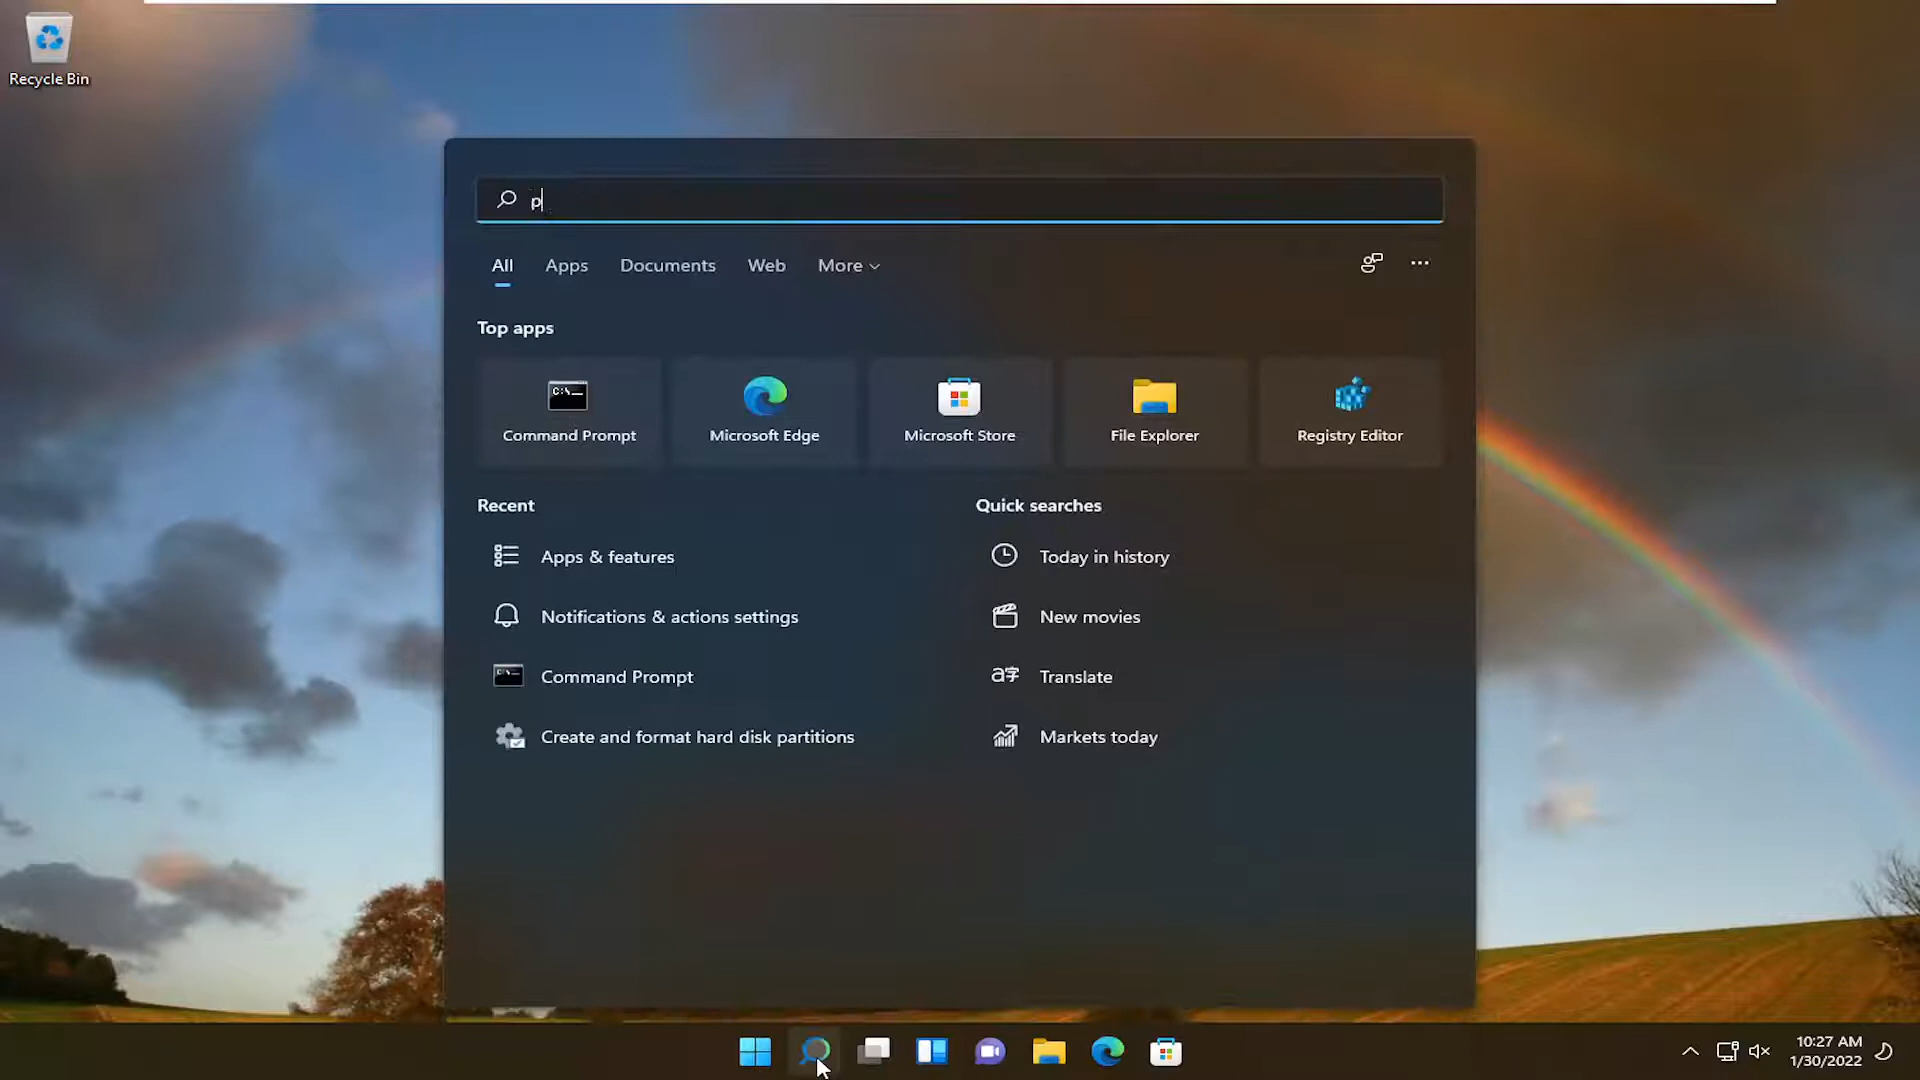 Recycle Bin
p
All Apps Documents Web More
Top apps
Command Prompt Microsoft Edge Microsoft Store File Explorer Registry Editor
Recent Quick searches
Apps & features Today in history
Notifications & actions settings New movies
Command Prompt Translate
Create and format hard disk partitions Markets today
10:27 AM
1/30/2022